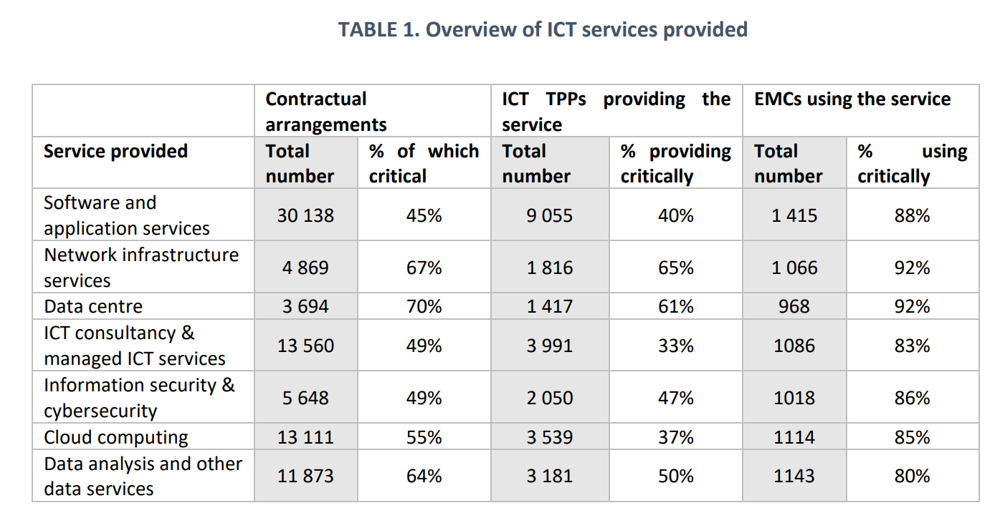 TABLE 1. Overview of ICT services provided
Contractual arrangements ICT TPPs providing the service EMCs using the service
Service provided Total number % of which critical Total number % providing critically Total number % using critically
Software and application services 30 138 45% 9 055 40% 1 415 88%
Network infrastructure services 4 869 67% 1 816 65% 1 066 92%
Data centre 3 694 70% 1 417 61% 968 92%
ICT consultancy & managed ICT services 13 560 49% 3 991 33% 1086 83%
Information security & cybersecurity 5 648 49% 2 050 47% 1018 86%
Cloud computing 13 111 55% 3 539 37% 1114 85%
Data analysis and other data services 11 873 64% 3 181 50% 1143 80%